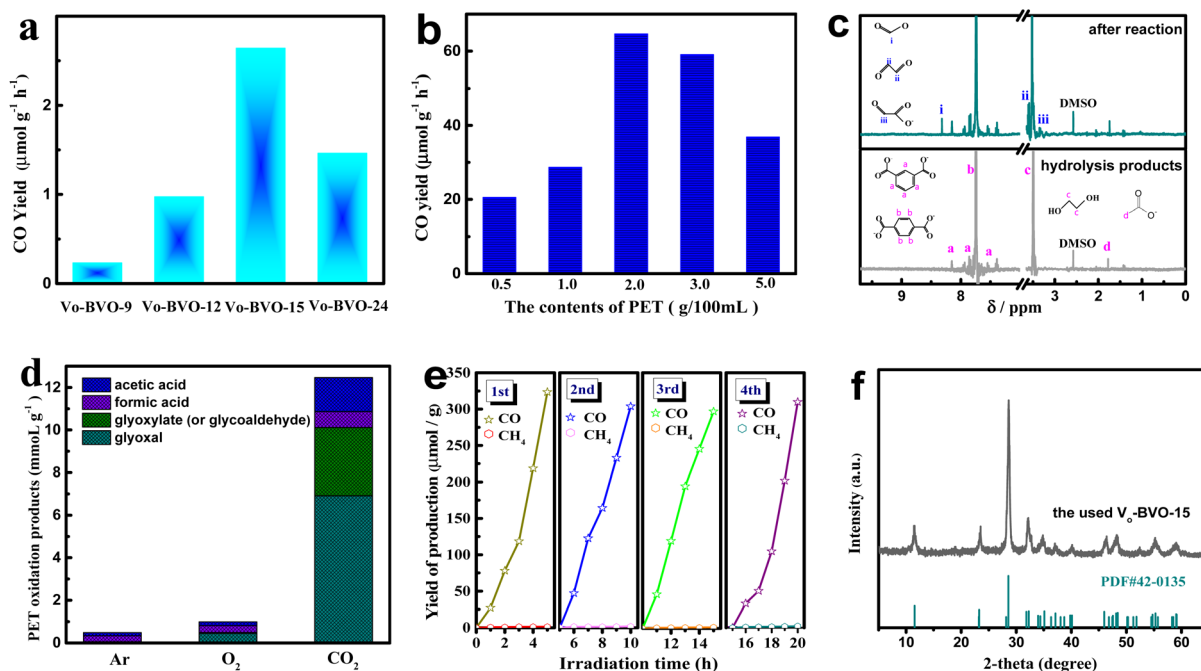 a
CO Yield (μmol g⁻¹ h⁻¹)
2
1
0
Vo-BVO-9 Vo-BVO-12 Vo-BVO-15 Vo-BVO-24
b
CO yield (μmol g⁻¹ h⁻¹)
60
40
20
0
0.5 1.0 2.0 3.0 5.0
The contents of PET ( g/100mL)
c
after reaction
O O
i
ii
O O
ii
O O
iii O⁻
i
ii
iii
DMSO
hydrolysis products
⁻O O⁻
a
O O
a a
a
O b b O⁻
⁻O b b O
b
c
c
HO OH
c
O
d O⁻
a a a
DMSO
d
9 8 3 2 1 0
δ / ppm
d
PET oxidation products (mmoL g⁻¹)
12
10
8
6
4
2
0
acetic acid
formic acid
glyoxylate (or glycoaldehyde)
glyoxal
Ar O₂ CO₂
e
Yield of production (μmol / g)
350
300
250
200
150
100
50
0
1st
CO
CH₄
2nd
CO
CH₄
3rd
CO
CH₄
4th
CO
CH₄
0 2 4 6 8 10 12 14 16 18 20
Irradiation time (h)
f
Intensity (a.u.)
the used Vₒ-BVO-15
PDF#42-0135
10 20 30 40 50 60
2-theta (degree)